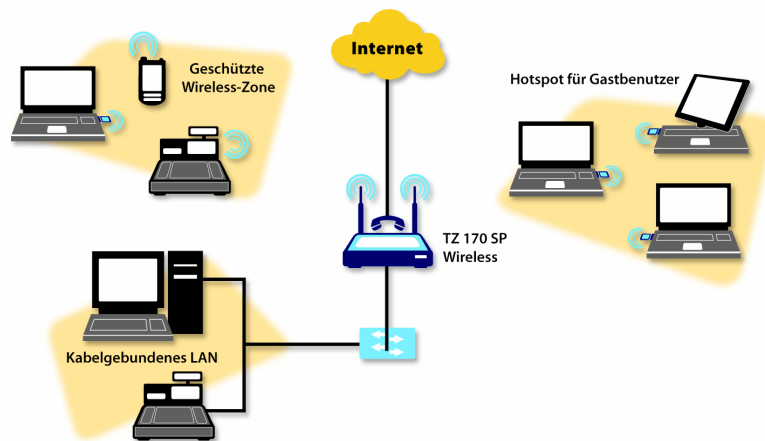 Internet
Geschützte
Wireless-Zone
Hotspot für Gastbenutzer
TZ 170 SP
Wireless
Kabelgebundenes LAN